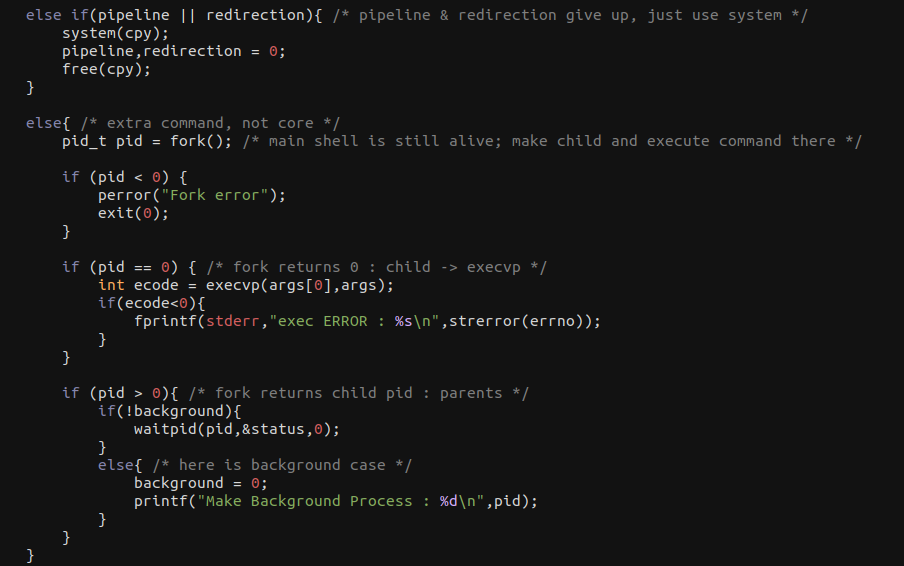 else if(pipeline || redirection){ /* pipeline & redirection give up, just use system */
    system(cpy);
    pipeline,redirection = 0;
    free(cpy);
}

else{ /* extra command, not core */
    pid_t pid = fork(); /* main shell is still alive; make child and execute command there */

    if (pid < 0) {
        perror("Fork error");
        exit(0);
    }

    if (pid == 0) { /* fork returns 0 : child -> execvp */
        int ecode = execvp(args[0],args);
        if(ecode<0){
            fprintf(stderr,"exec ERROR : %s\n",strerror(errno));
        }
    }

    if (pid > 0){ /* fork returns child pid : parents */
        if(!background){
            waitpid(pid,&status,0);
        }
        else{ /* here is background case */
            background = 0;
            printf("Make Background Process : %d\n",pid);
        }
    }
}